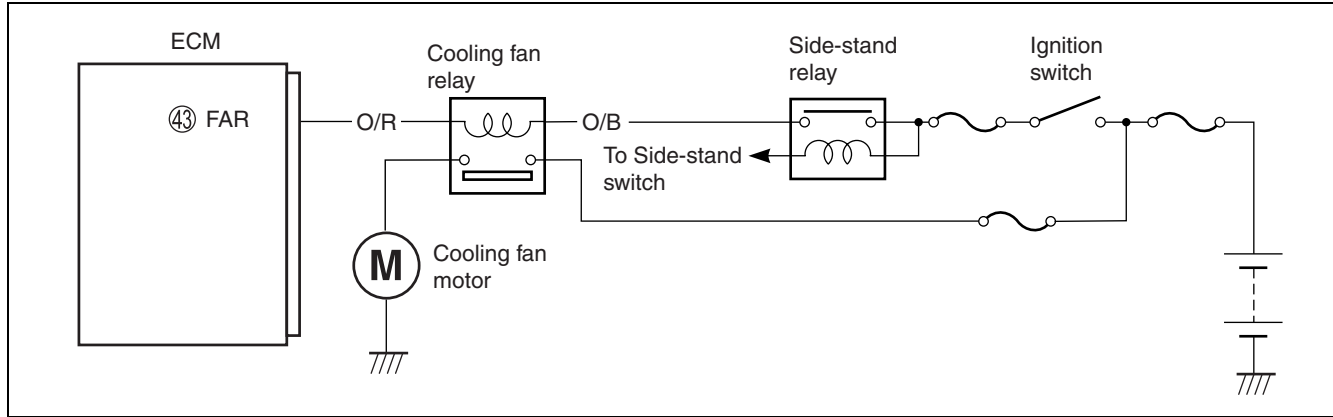 ECM
Cooling fan
relay
Side-stand
relay
Ignition
switch
㊸ FAR
O/R
O/B
To Side-stand
switch
M
Cooling fan
motor